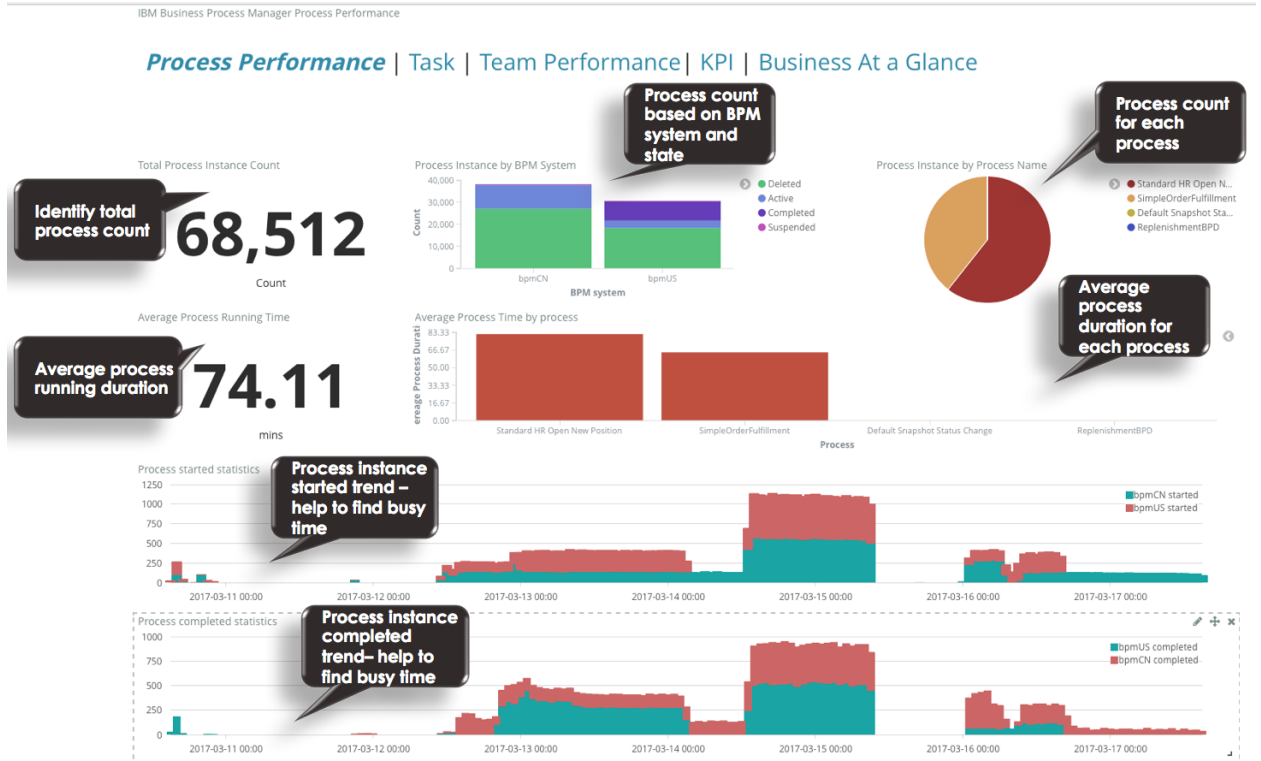 IBM Business Process Manager Process Performance
Process Performance | Task | Team Performance| KPI | Business At a Glance
Process count
based on BPM
system and
state
Process count
for each
process
Total Process Instance Count
Identify total
process count
68,512
Count
Process Instance by BPM System
40,000
30,000
20,000
10,000
0
Count
bpmCN
bpmUS
BPM system
Deleted
Active
Completed
Suspended
Process Instance by Process Name
Standard HR Open N...
SimpleOrderFulfillment
Default Snapshot Sta...
ReplenishmentBPD
Average Process Running Time
Average process
running duration
74.11
mins
Average Process Time by process
83.33
66.67
50.00
33.33
16.67
0.00
ereage Process Durati
Standard HR Open New Position
SimpleOrderFulfillment
Default Snapshot Status Change
ReplenishmentBPD
Process
Average
process
duration for
each process
Process started statistics
Process instance
started trend –
help to find busy
time
1250
1000
750
500
250
0
2017-03-11 00:00
2017-03-12 00:00
2017-03-13 00:00
2017-03-14 00:00
2017-03-15 00:00
2017-03-16 00:00
2017-03-17 00:00
bpmCN started
bpmUS started
Process completed statistics
Process instance
completed
trend– help to
find busy time
1000
750
500
250
0
2017-03-11 00:00
2017-03-12 00:00
2017-03-13 00:00
2017-03-14 00:00
2017-03-15 00:00
2017-03-16 00:00
2017-03-17 00:00
bpmUS completed
bpmCN completed